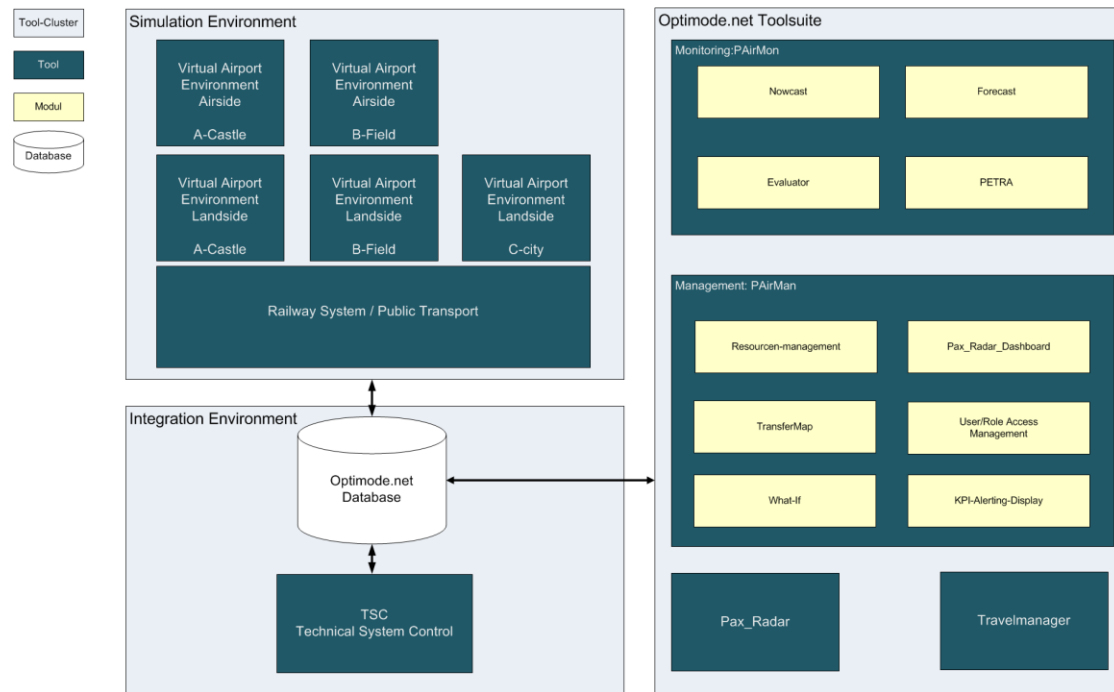 Tool-Cluster
Tool
Modul
Database
Simulation Environment
Virtual Airport
Environment
Airside
A-Castle
Virtual Airport
Environment
Airside
B-Field
Virtual Airport
Environment
Landside
A-Castle
Virtual Airport
Environment
Landside
B-Field
Virtual Airport
Environment
Landside
C-city
Railway System / Public Transport
Integration Environment
Optimode.net
Database
TSC
Technical System Control
Optimode.net Toolsuite
Monitoring:PAirMon
Nowcast
Forecast
Evaluator
PETRA
Management: PAirMan
Resourcen-management
Pax_Radar_Dashboard
TransferMap
User/Role Access
Management
What-If
KPI-Alerting-Display
Pax_Radar
Travelmanager